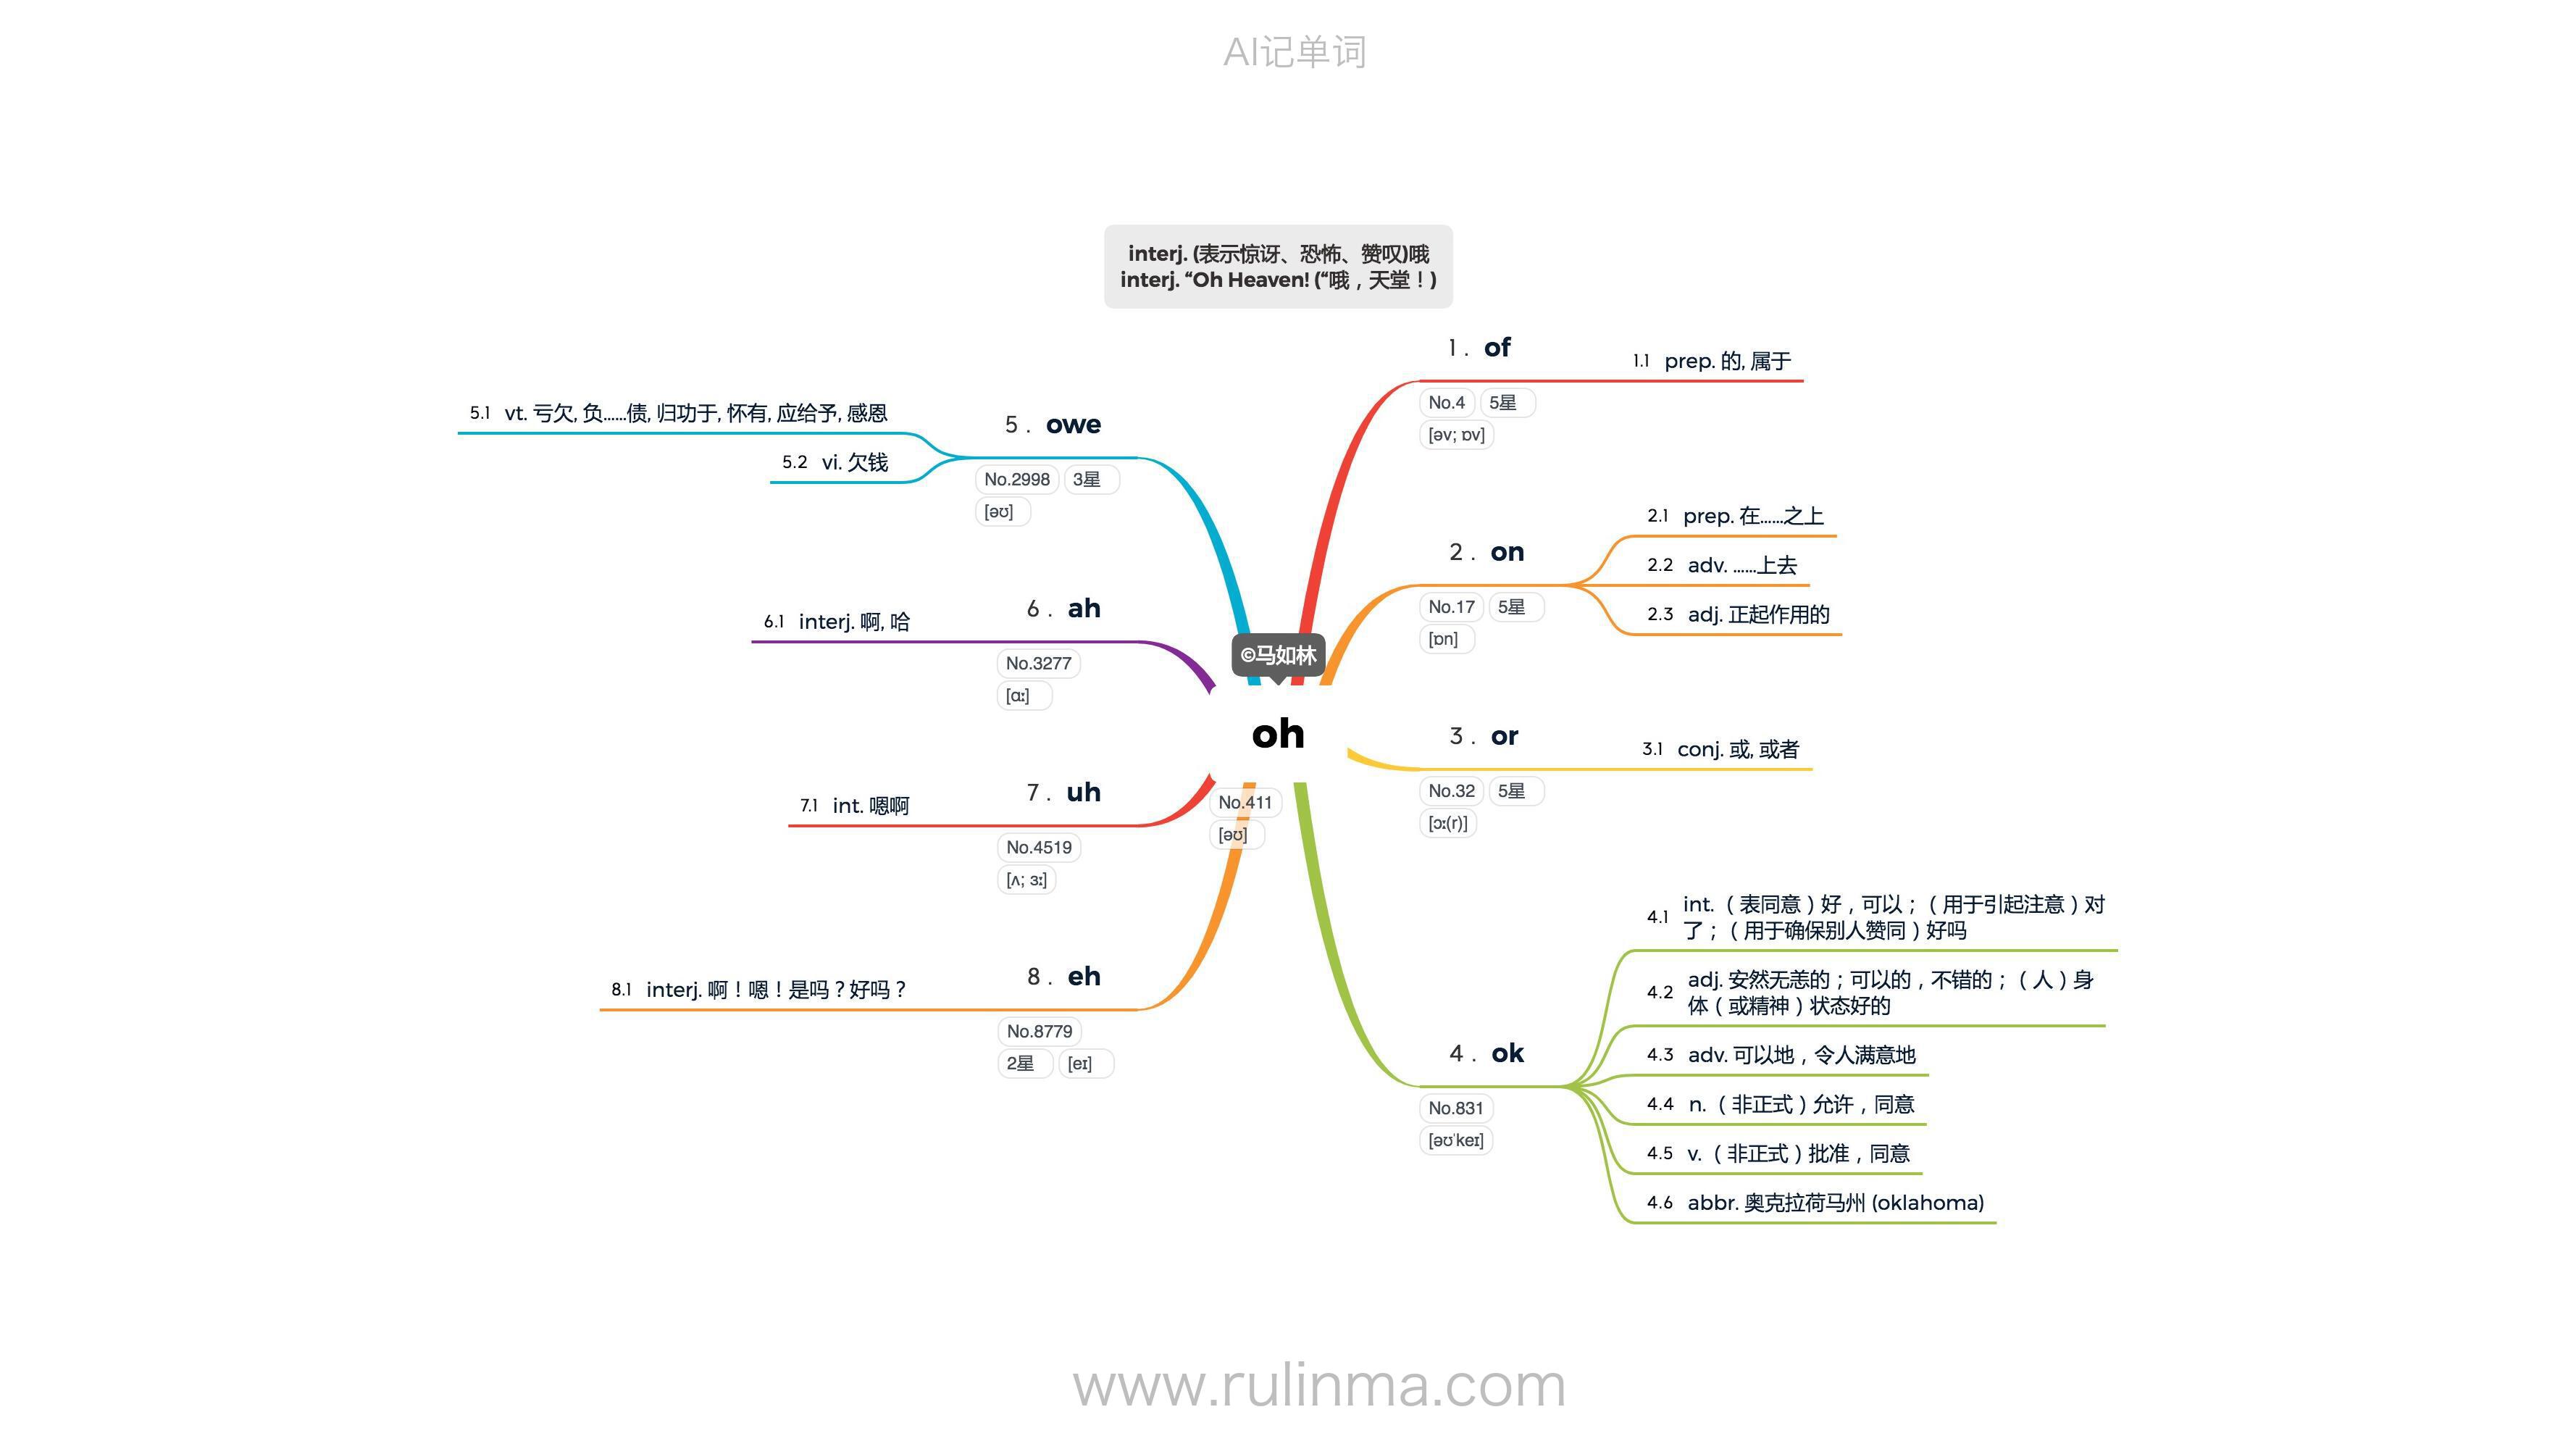 AI记单词
interj. (表示惊讶、恐怖、赞叹)哦
interj. “Oh Heaven! (“哦，天堂！)
©马如林
oh
No.411
[əʊ]
1 . of
No.4 5星
[əv; ɒv]
1.1 prep. 的, 属于
2 . on
No.17 5星
[ɒn]
2.1 prep. 在……之上
2.2 adv. ……上去
2.3 adj. 正起作用的
3 . or
No.32 5星
[ɔː(r)]
3.1 conj. 或, 或者
4 . ok
No.831
[əʊˈkeɪ]
4.1 int.（表同意）好，可以；（用于引起注意）对
了；（用于确保别人赞同）好吗
4.2 adj. 安然无恙的；可以的，不错的；（人）身
体（或精神）状态好的
4.3 adv. 可以地，令人满意地
4.4 n.（非正式）允许，同意
4.5 v.（非正式）批准，同意
4.6 abbr. 奥克拉荷马州 (oklahoma)
5 . owe
No.2998 3星
[əʊ]
5.1 vt. 亏欠, 负……债, 归功于, 怀有, 应给予, 感恩
5.2 vi. 欠钱
6 . ah
No.3277
[ɑː]
6.1 interj. 啊, 哈
7 . uh
No.4519
[ʌ; ɜː]
7.1 int. 嗯啊
8 . eh
No.8779
2星 [eɪ]
8.1 interj. 啊！嗯！是吗？好吗？
www.rulinma.com